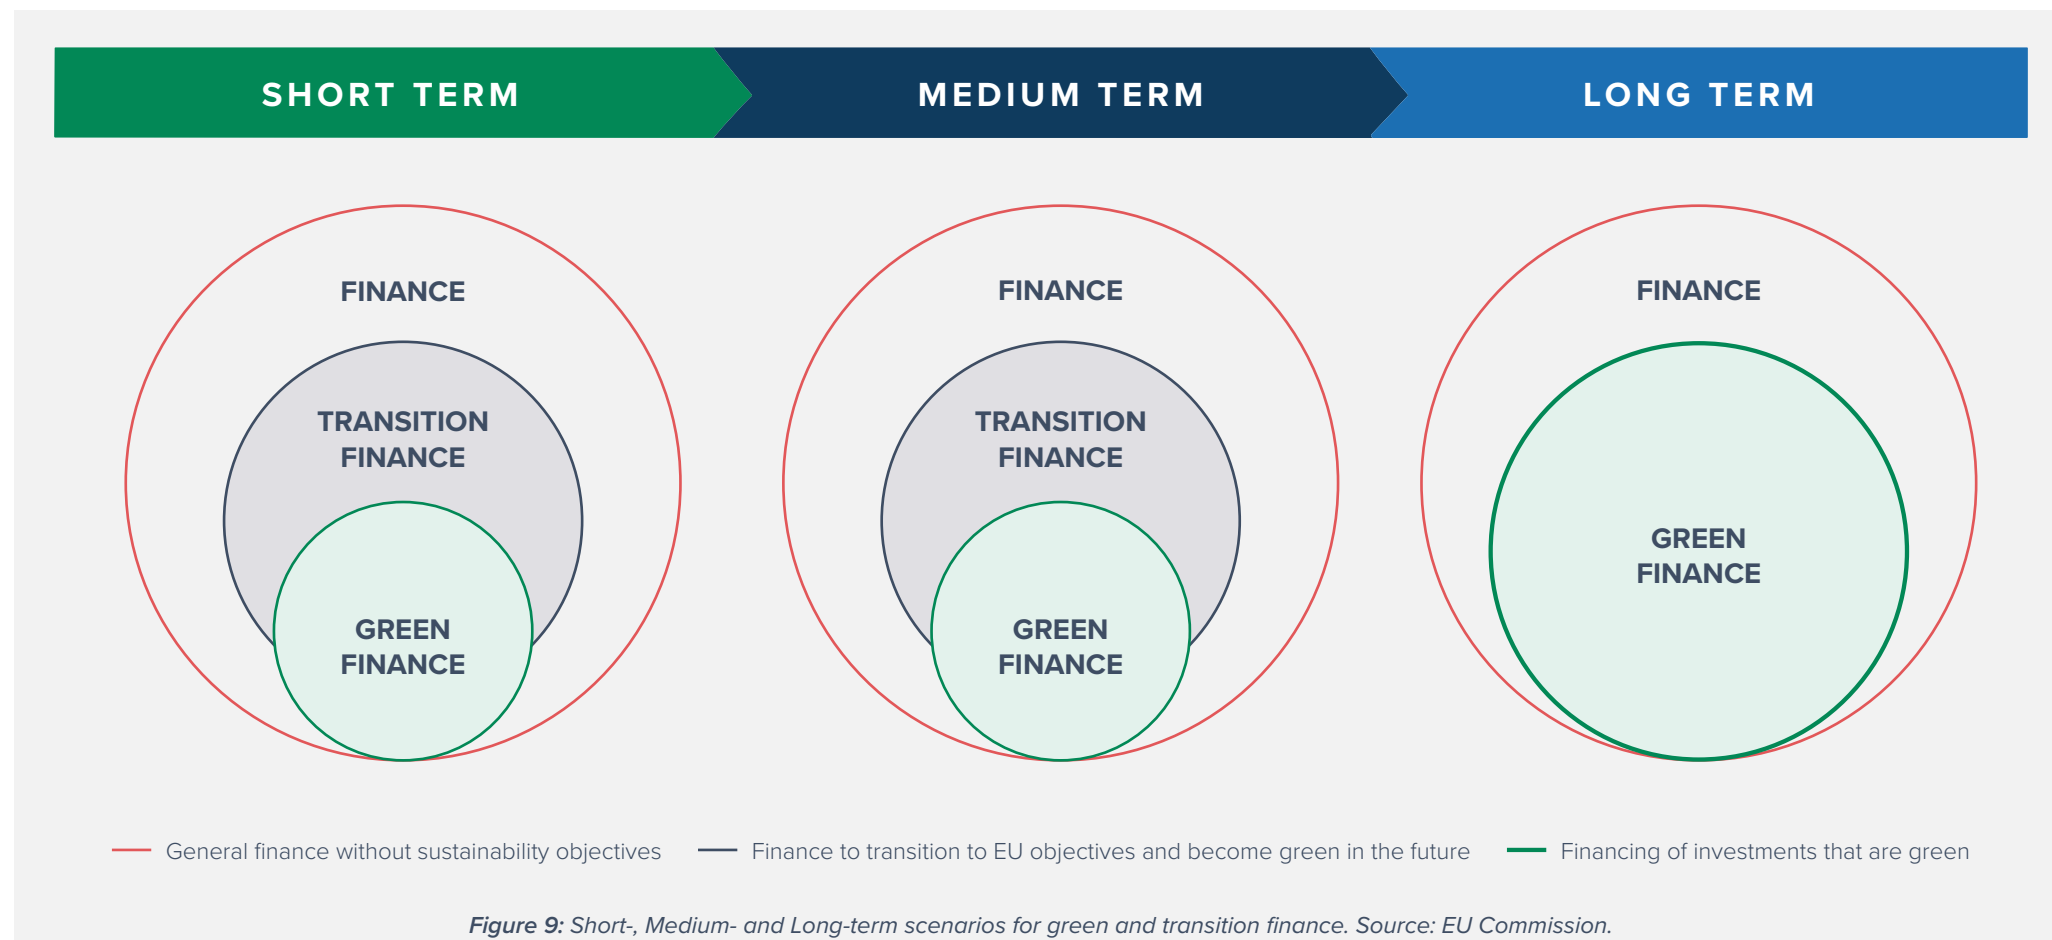 SHORT TERM
MEDIUM TERM
LONG TERM
FINANCE
TRANSITION
FINANCE
GREEN
FINANCE
FINANCE
TRANSITION
FINANCE
GREEN
FINANCE
FINANCE
GREEN
FINANCE
General finance without sustainability objectives
Finance to transition to EU objectives and become green in the future
Financing of investments that are green
Figure 9: Short-, Medium- and Long-term scenarios for green and transition finance. Source: EU Commission.